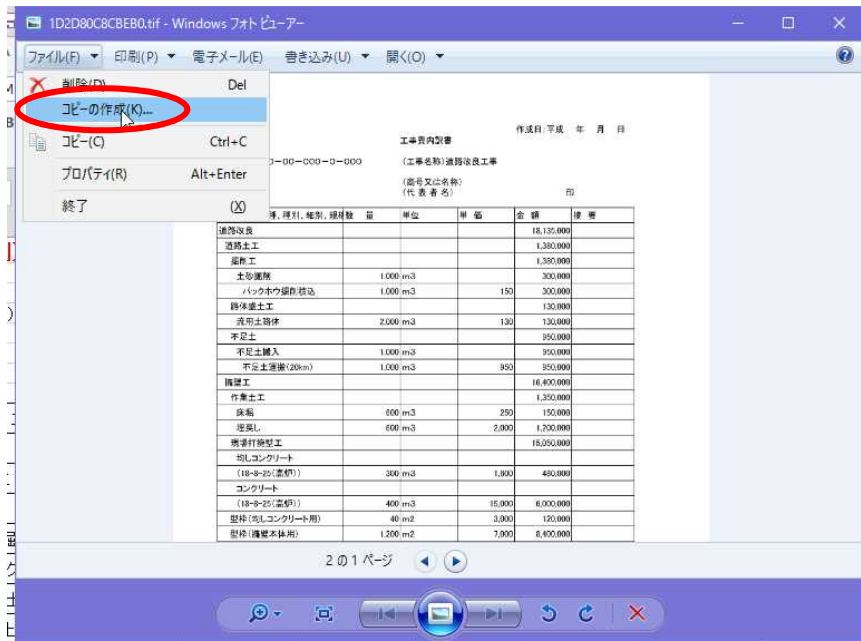 1D2D80C8CBEB0.tif - Windows フォト ビューアー
ファイル(F) 印刷(P) 電子メール(E) 書き込み(U) 開く(O)
削除(D) Del
コピーの作成(K)...
コピー(C) Ctrl+C
プロパティ(R) Alt+Enter
終了 (X)
作成日:平成 年 月 日
工事費内訳書
0-00-000-0-000 (工事名称)道路改良工事
(商号又は名称)
(代 表 者 名) 印
種, 種別, 細別, 規格 数 量 単位 単 価 金 額 摘 要
道路改良 18,135,000
道路土工 1,380,000
掘削工 1,380,000
土砂掘削 1,000 m3 300,000
バックホウ掘削積込 1,000 m3 150 300,000
路体盛土工 130,000
流用土路体 2,000 m3 130 130,000
不足土 950,000
不足土搬入 1,000 m3 950,000
不足土運搬(20km) 1,000 m3 950 950,000
擁壁工 16,400,000
作業土工 1,350,000
床掘 600 m3 250 150,000
埋戻し 600 m3 2,000 1,200,000
現場打擁壁工 15,050,000
均しコンクリート
(18-8-25(高炉)) 300 m3 1,600 480,000
コンクリート
(18-8-25(高炉)) 400 m3 15,000 6,000,000
型枠(均しコンクリート用) 40 m2 3,000 120,000
型枠(擁壁本体用) 1,200 m2 7,000 8,400,000
2 の 1 ページ